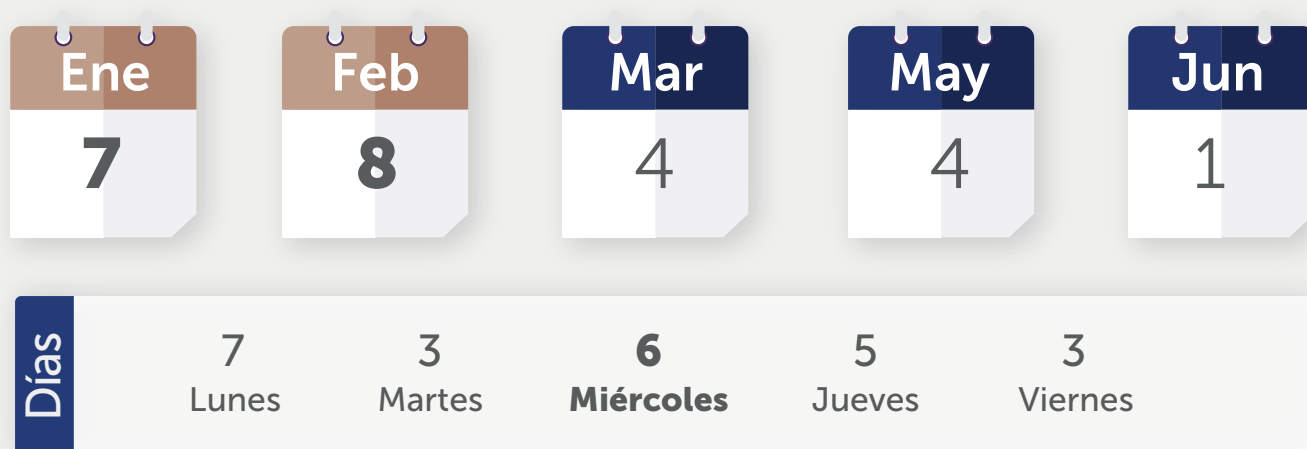 Ene Feb Mar May Jun
7 8 4 4 1
Días
7 3 6 5 3
Lunes Martes Miércoles Jueves Viernes